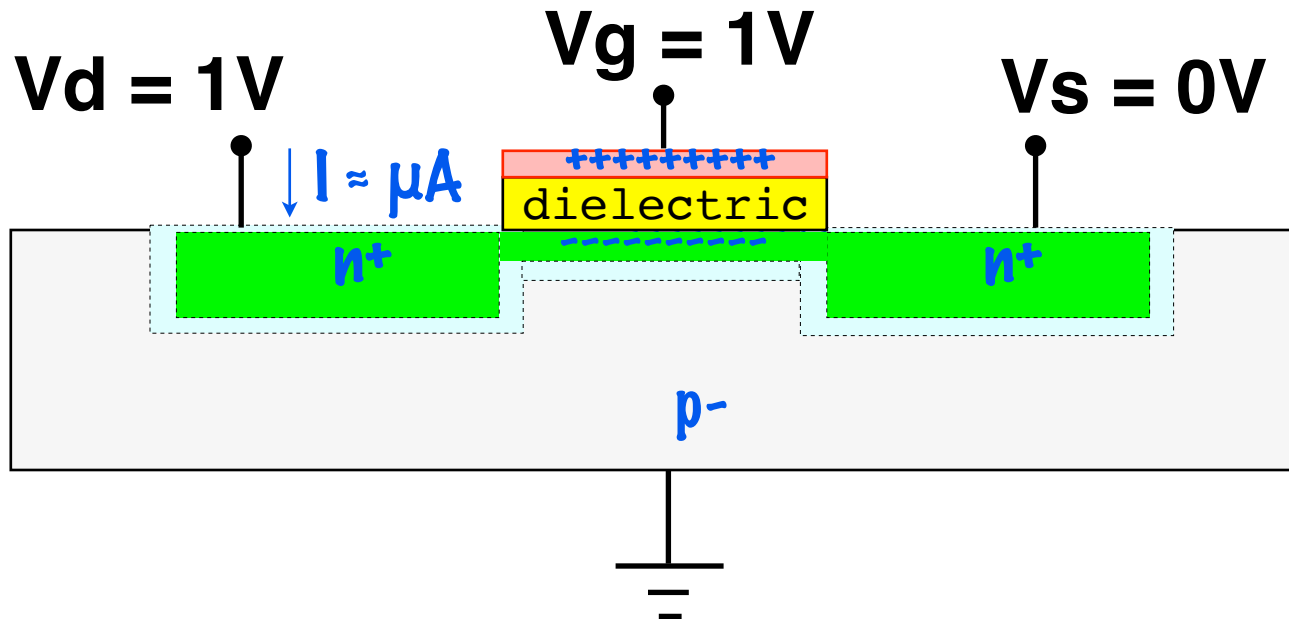 Vg = 1V
Vd = 1V
Vs = 0V
I ≈ μA
+++++++++
dielectric
---------
n+
n+
p-